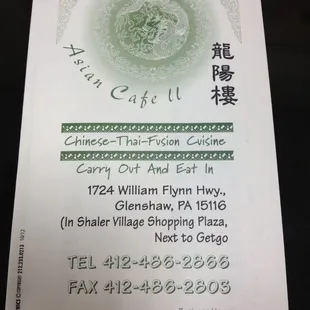 Asian Cafe II
龍陽樓
Chinese-Thai-Fusion Cuisine
Carry Out And Eat In
1724 William Flynn Hwy.,
Glenshaw, PA 15116
(In Shaler Village Shopping Plaza,
Next to Getgo
TEL 412-486-2866
FAX 412-486-2803